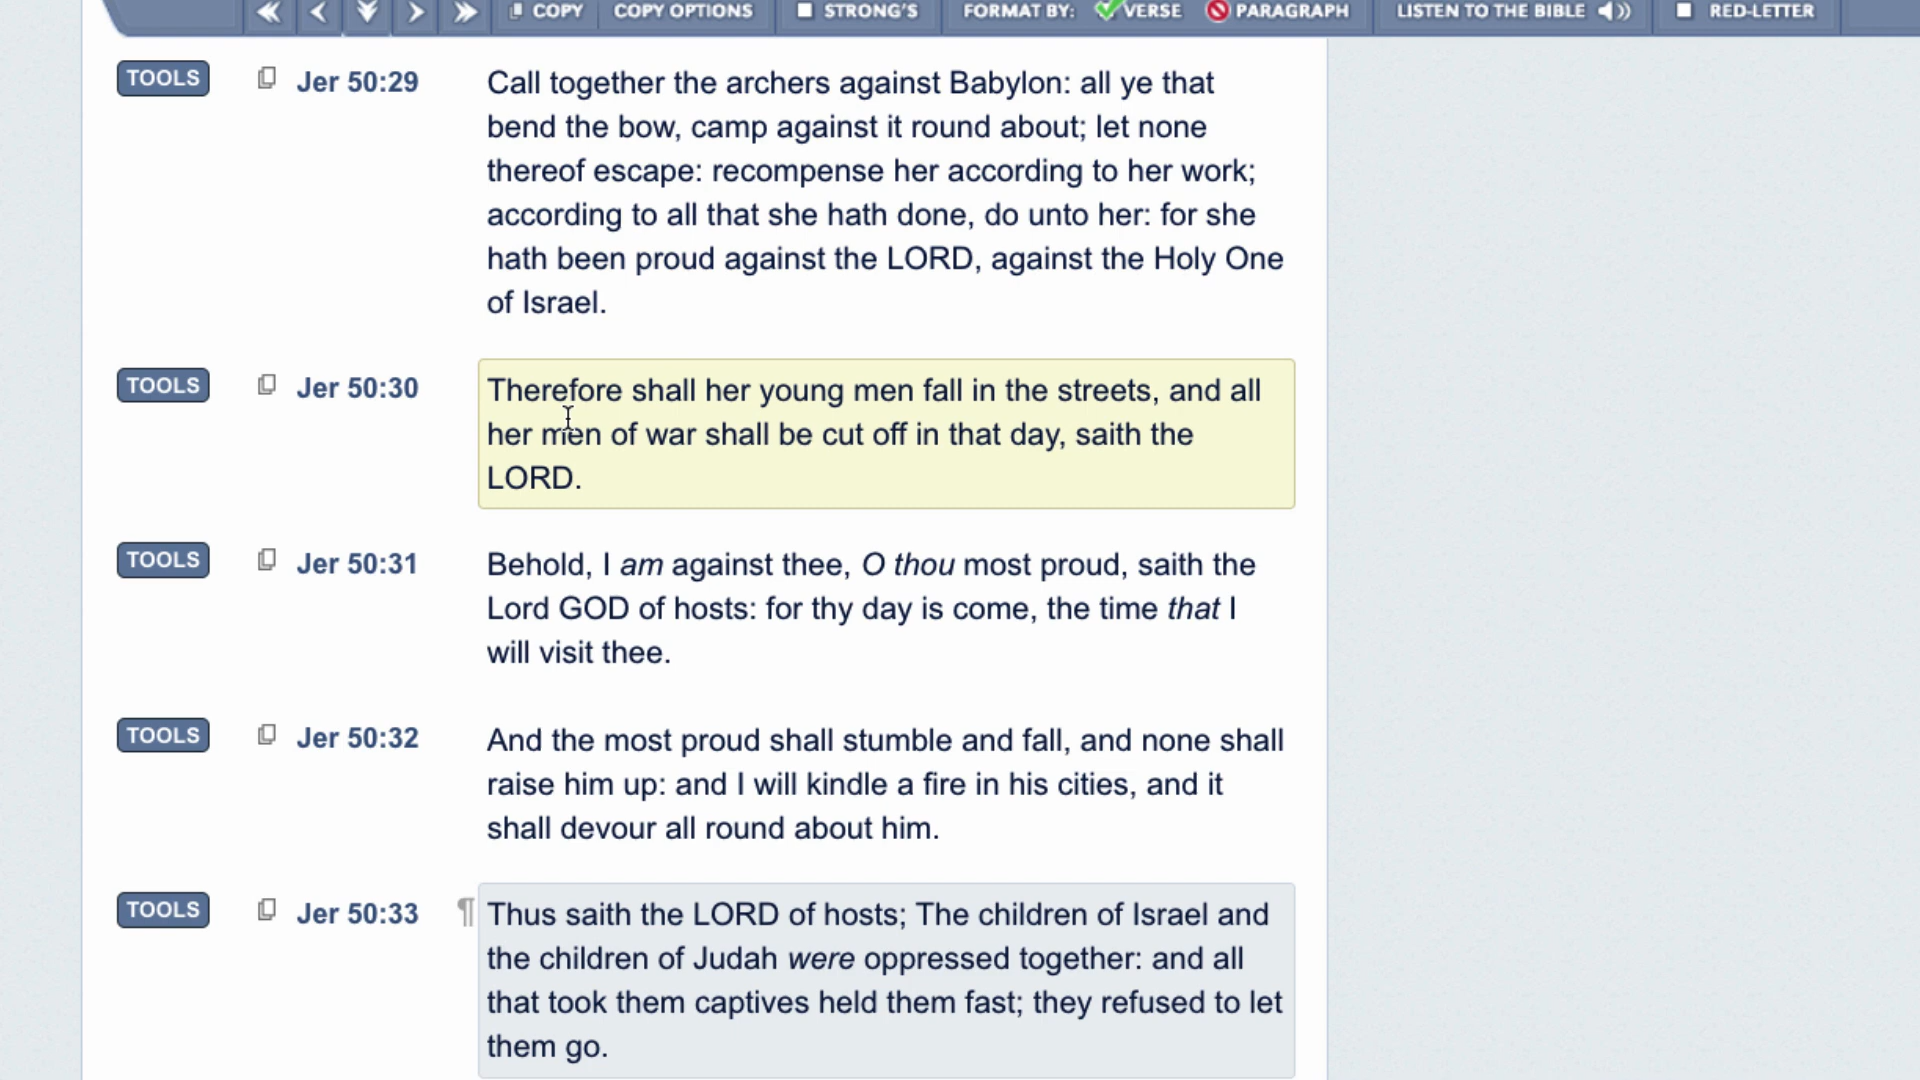 COPY COPY OPTIONS STRONG'S FORMAT BY: VERSE PARAGRAPH LISTEN TO THE BIBLE RED-LETTER
TOOLS Jer 50:29 Call together the archers against Babylon: all ye that
bend the bow, camp against it round about; let none
thereof escape: recompense her according to her work;
according to all that she hath done, do unto her: for she
hath been proud against the LORD, against the Holy One
of Israel.
TOOLS Jer 50:30 Therefore shall her young men fall in the streets, and all
her men of war shall be cut off in that day, saith the
LORD.
TOOLS Jer 50:31 Behold, I am against thee, O thou most proud, saith the
Lord GOD of hosts: for thy day is come, the time that I
will visit thee.
TOOLS Jer 50:32 And the most proud shall stumble and fall, and none shall
raise him up: and I will kindle a fire in his cities, and it
shall devour all round about him.
TOOLS Jer 50:33 ¶ Thus saith the LORD of hosts; The children of Israel and
the children of Judah were oppressed together: and all
that took them captives held them fast; they refused to let
them go.